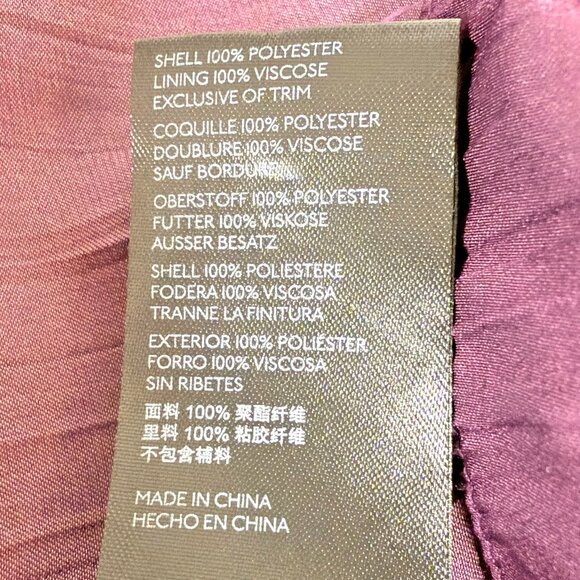 SHELL 100% POLYESTER
LINING 100% VISCOSE
EXCLUSIVE OF TRIM
COQUILLE 100% POLYESTER
DOUBLURE 100% VISCOSE
SAUF BORDURE
OBERSTOFF 100% POLYESTER
FUTTER 100% VISKOSE
AUSSER BESATZ
SHELL 100% POLIESTERE
FODERA 100% VISCOSA
TRANNE LA FINITURA
EXTERIOR 100% POLIÉSTER
FORRO 100% VISCOSA
SIN RIBETES
面料 100% 聚酯纤维
里料 100% 粘胶纤维
不包含辅料
MADE IN CHINA
HECHO EN CHINA